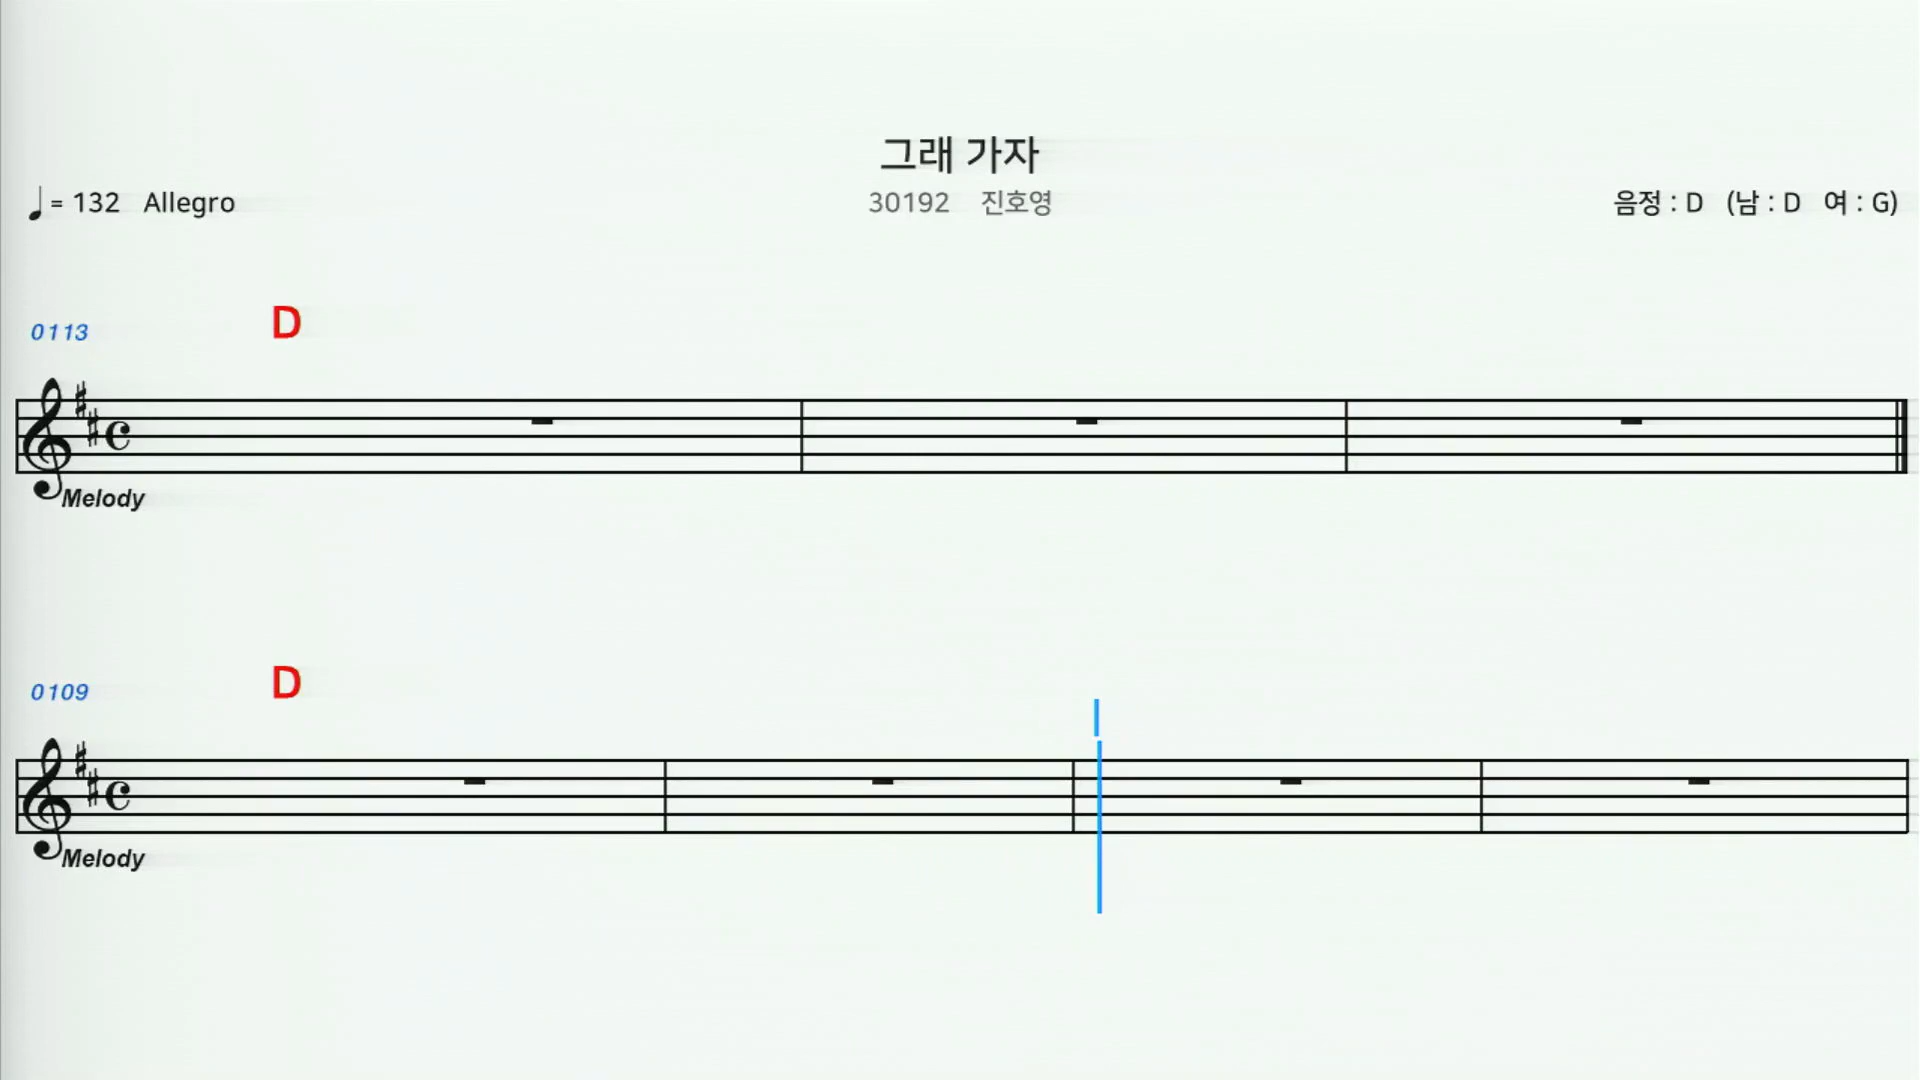 그래 가자
♩ = 132 Allegro
30192 진호영
음정 : D (남 : D 여 : G)
0113
D
Melody
0109
D
Melody